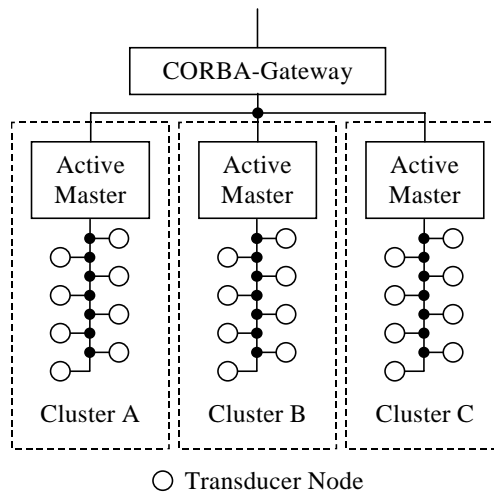 CORBA-Gateway
Active
Master
Active
Master
Active
Master
Cluster A
Cluster B
Cluster C
Transducer Node